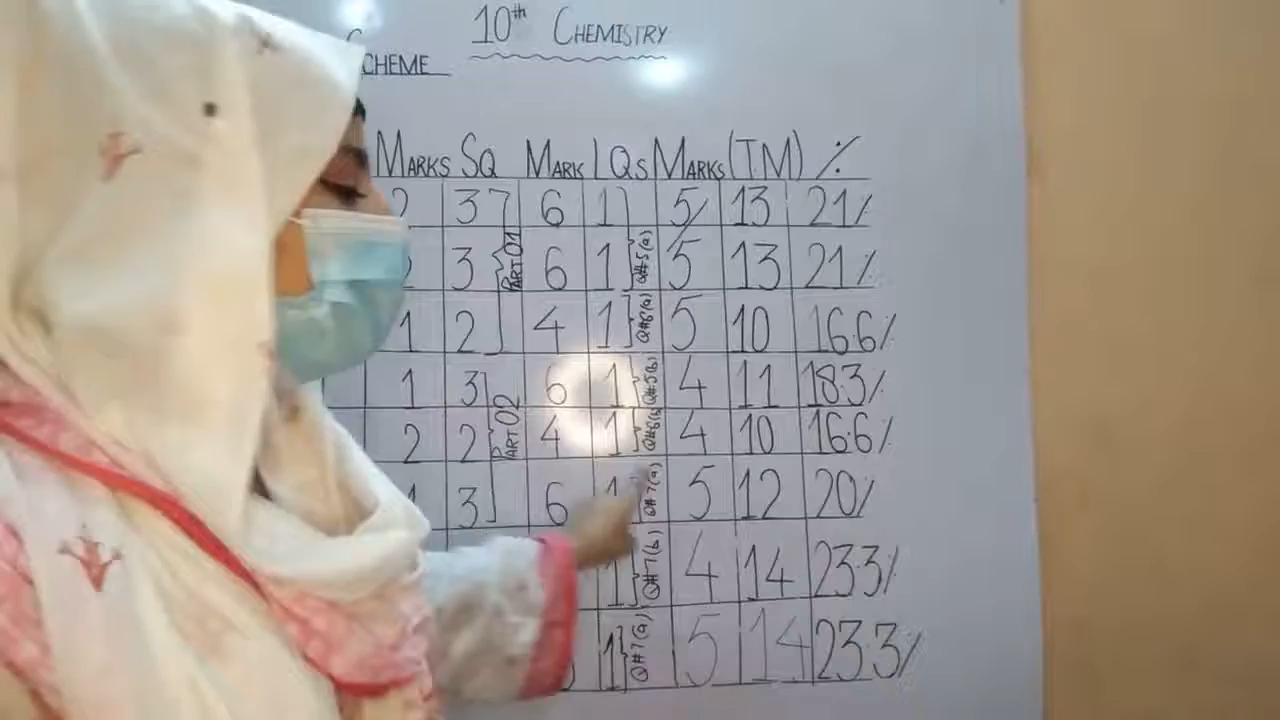 10th CHEMISTRY
SCHEME
MARKS SQ MARK LQS MARKS (TM) %
2 3 6 1 5 13 21%
3 6 1 Q#5(a) 5 13 21%
PART 01
1 2 4 1 Q#6(a) 5 10 16.6%
1 3 6 1 Q#5(b) 4 11 18.3%
PART 02
2 2 4 1 Q#6(b) 4 10 16.6%
1 3 6 1 Q#7(a) 5 12 20%
1 Q#7(b) 4 14 23.3%
1 Q#7(a) 5 14 23.3%